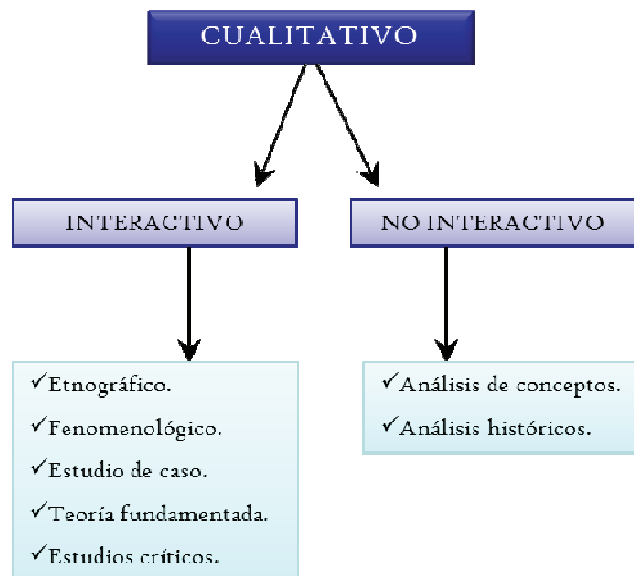 CUALITATIVO
INTERACTIVO
NO INTERACTIVO
✓Etnográfico.
✓Fenomenológico.
✓Estudio de caso.
✓Teoría fundamentada.
✓Estudios críticos.
✓Análisis de conceptos.
✓Análisis históricos.